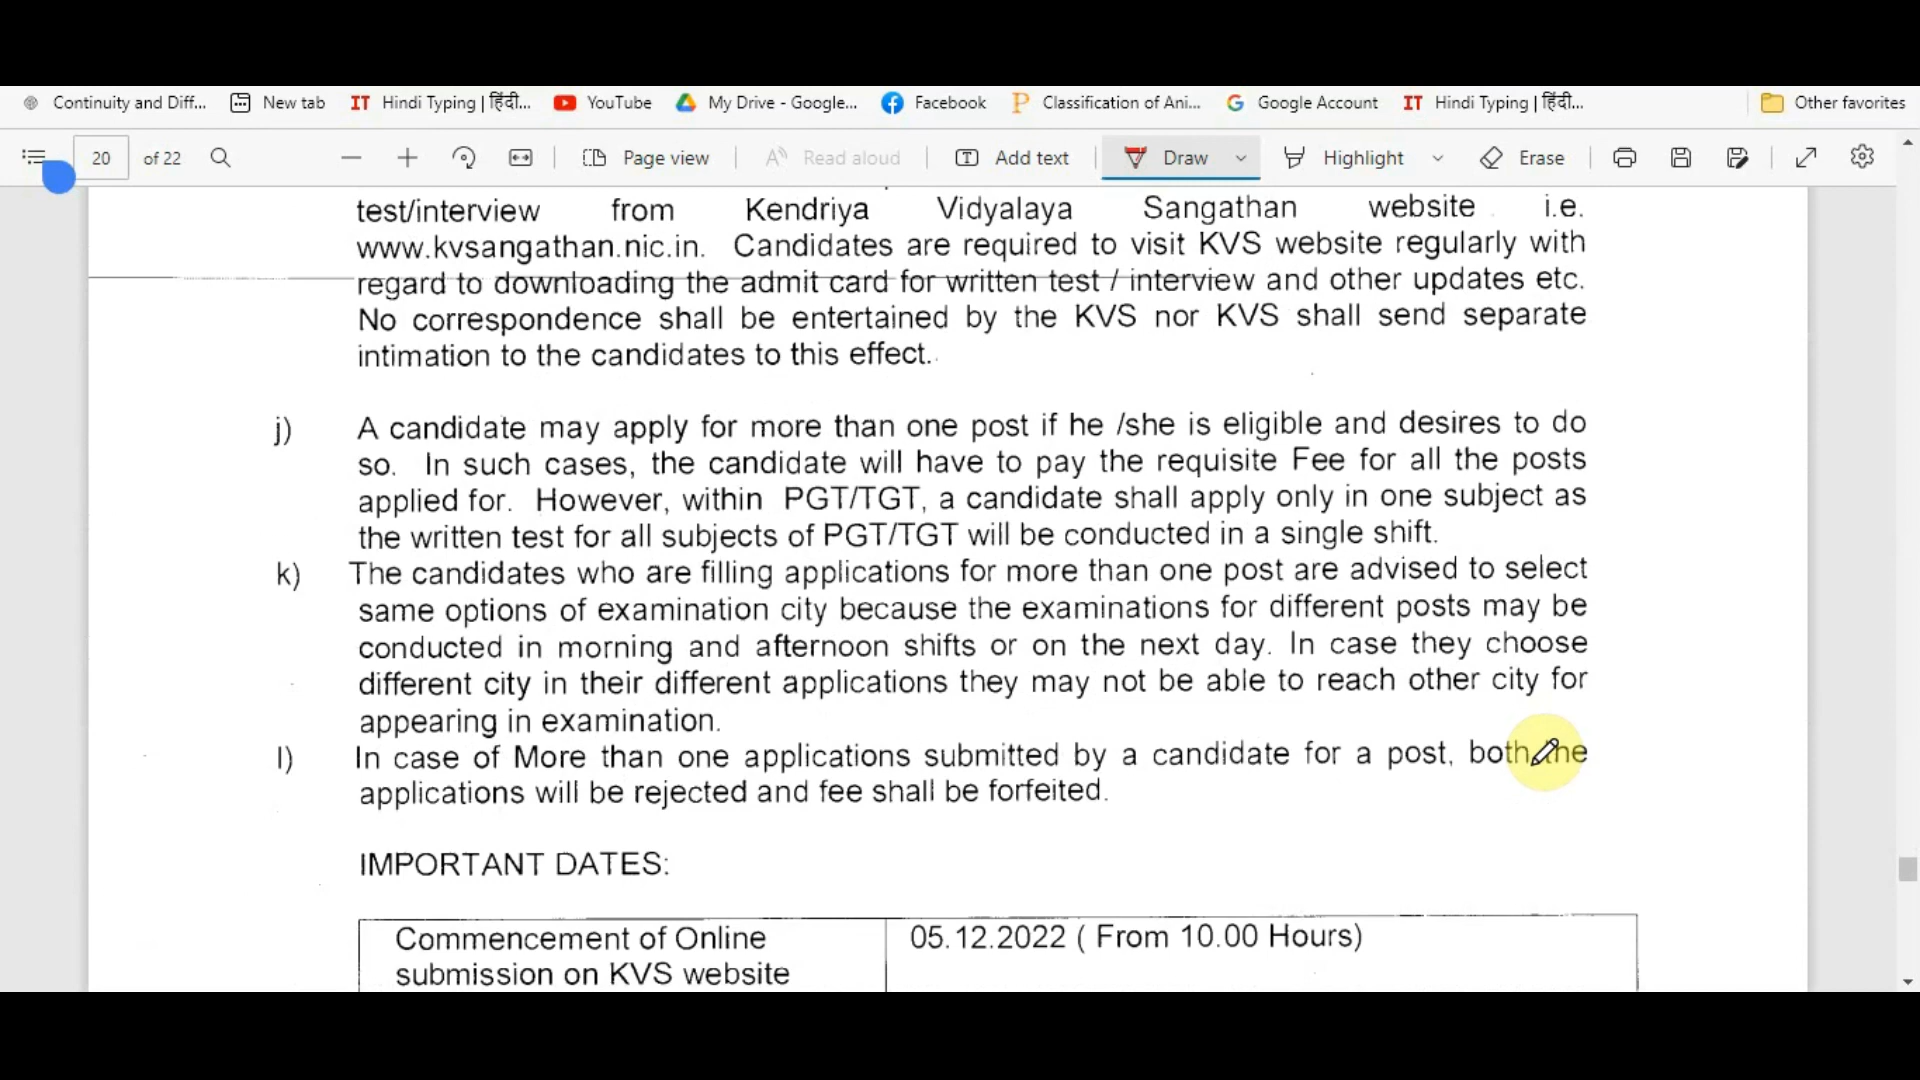 Continuity and Diff... New tab IT Hindi Typing | हिंदी... YouTube My Drive - Google... Facebook Classification of Ani... Google Account IT Hindi Typing | हिंदी... Other favorites
20 of 22 Page view Read aloud Add text Draw Highlight Erase
test/interview from Kendriya Vidyalaya Sangathan website i.e.
www.kvsangathan.nic.in. Candidates are required to visit KVS website regularly with
regard to downloading the admit card for written test / interview and other updates etc.
No correspondence shall be entertained by the KVS nor KVS shall send separate
intimation to the candidates to this effect.
j) A candidate may apply for more than one post if he /she is eligible and desires to do
so. In such cases, the candidate will have to pay the requisite Fee for all the posts
applied for. However, within PGT/TGT, a candidate shall apply only in one subject as
the written test for all subjects of PGT/TGT will be conducted in a single shift.
k) The candidates who are filling applications for more than one post are advised to select
same options of examination city because the examinations for different posts may be
conducted in morning and afternoon shifts or on the next day. In case they choose
different city in their different applications they may not be able to reach other city for
appearing in examination.
l) In case of More than one applications submitted by a candidate for a post, both the
applications will be rejected and fee shall be forfeited.
IMPORTANT DATES:
Commencement of Online 05.12.2022 ( From 10.00 Hours)
submission on KVS website